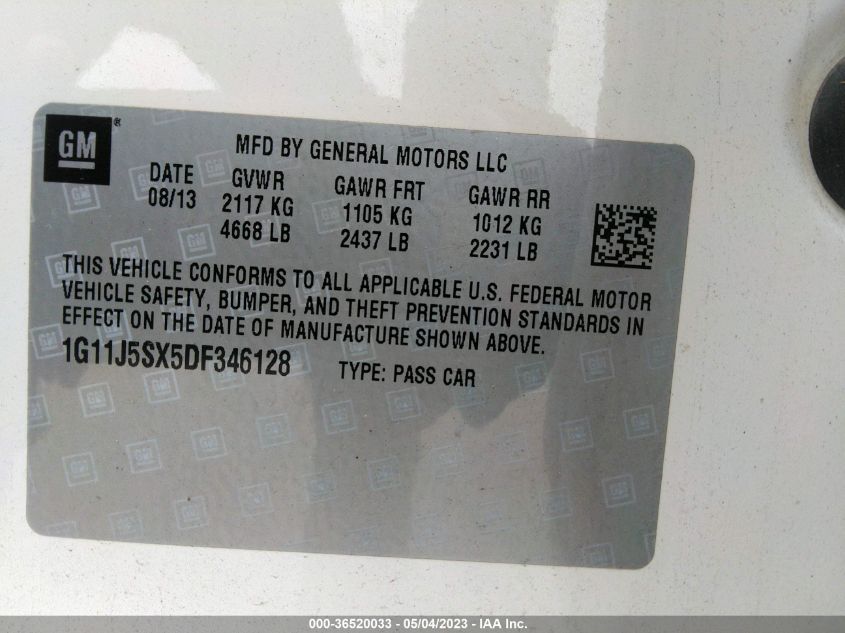 GM®
MFD BY GENERAL MOTORS LLC
DATE GVWR GAWR FRT GAWR RR
08/13 2117 KG 1105 KG 1012 KG
4668 LB 2437 LB 2231 LB
THIS VEHICLE CONFORMS TO ALL APPLICABLE U.S. FEDERAL MOTOR
VEHICLE SAFETY, BUMPER, AND THEFT PREVENTION STANDARDS IN
EFFECT ON THE DATE OF MANUFACTURE SHOWN ABOVE.
1G11J5SX5DF346128 TYPE: PASS CAR
000-36520033 - 05/04/2023 - IAA Inc.